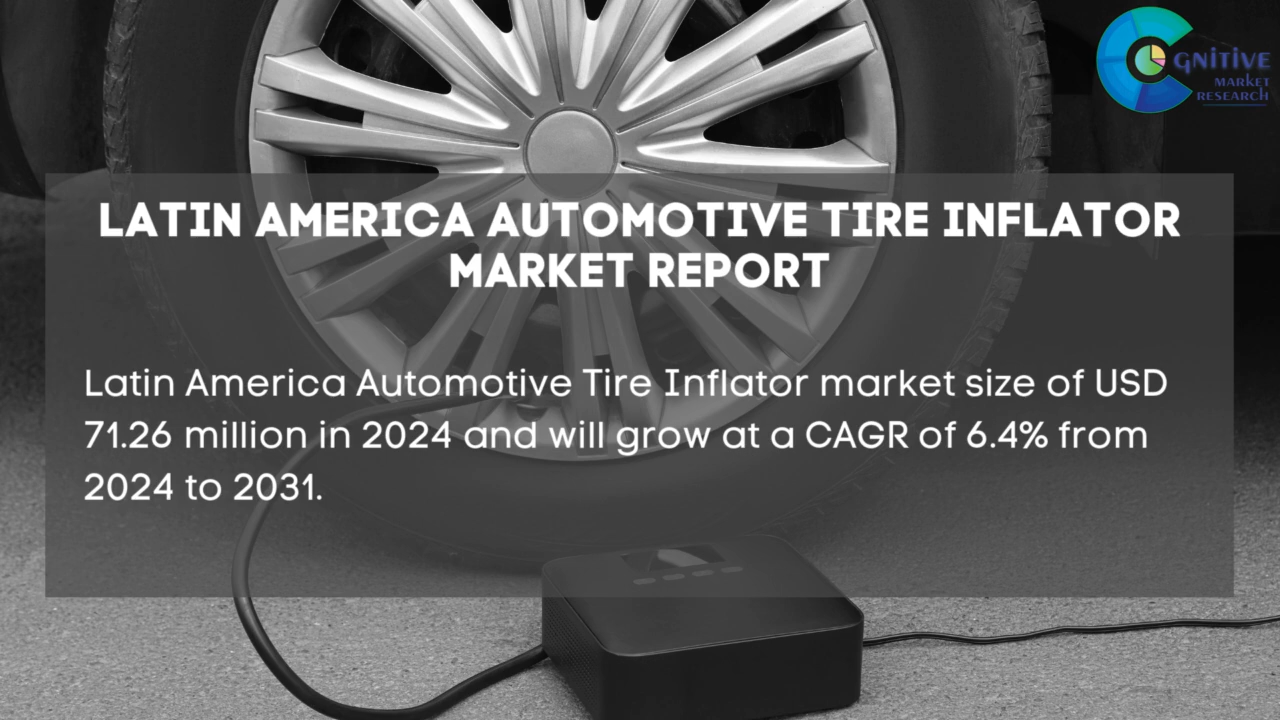 GNITIVE
MARKET
RESEARCH
LATIN AMERICA AUTOMOTIVE TIRE INFLATOR
MARKET REPORT
Latin America Automotive Tire Inflator market size of USD
71.26 million in 2024 and will grow at a CAGR of 6.4% from
2024 to 2031.